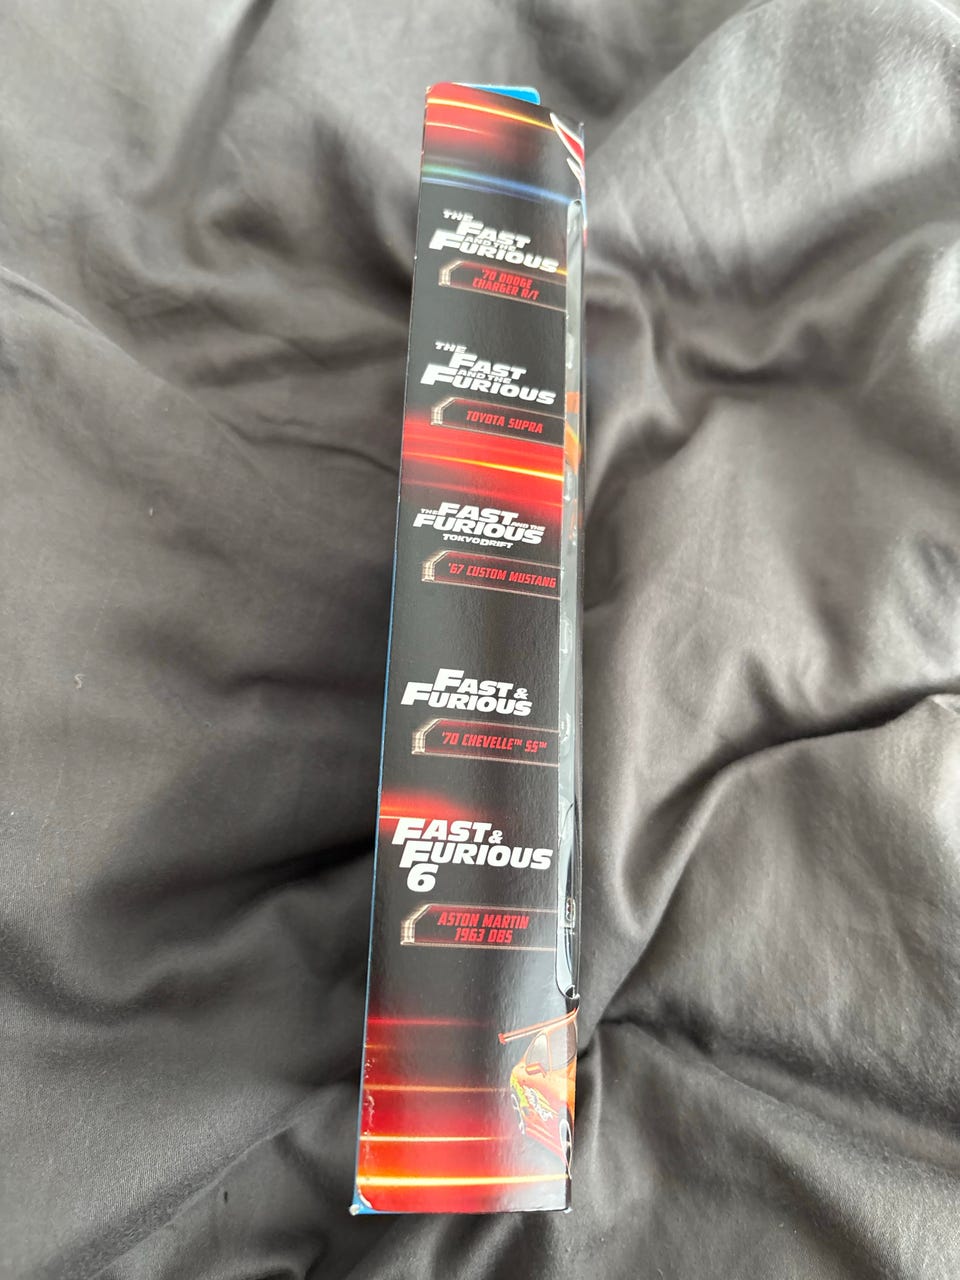 THE
FAST
AND THE
FURIOUS
'70 DODGE
CHARGER R/T
THE
FAST
AND THE
FURIOUS
TOYOTA SUPRA
THE FAST AND THE
FURIOUS
TOKYO DRIFT
'67 CUSTOM MUSTANG
FAST &
FURIOUS
'70 CHEVELLE™ SS™
FAST &
FURIOUS
6
ASTON MARTIN
1963 DB5